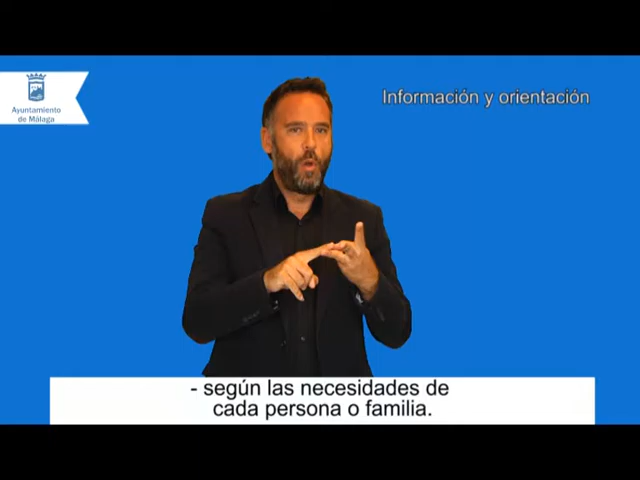 Ayuntamiento
de Málaga
Información y orientación
- según las necesidades de
cada persona o familia.